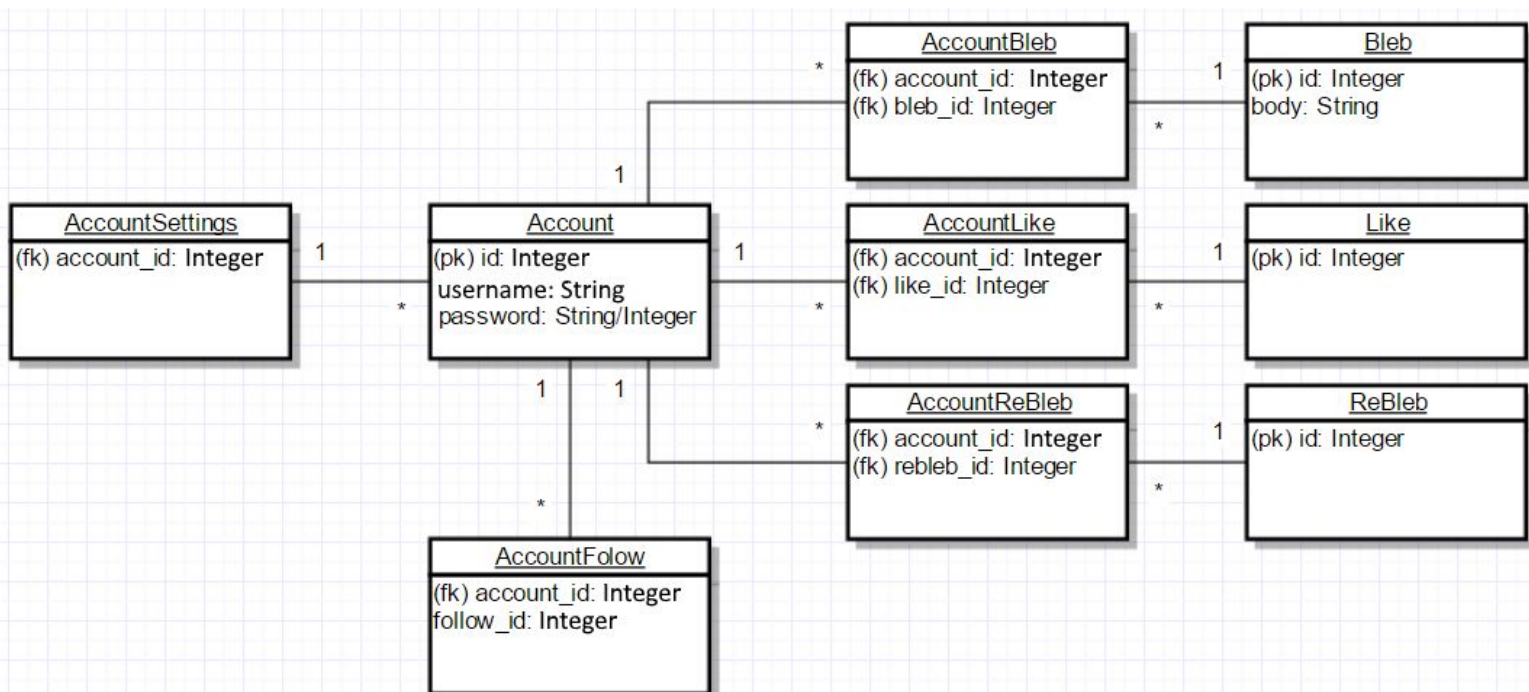 AccountBleb
(fk) account_id: Integer
(fk) bleb_id: Integer
*
1
Bleb
(pk) id: Integer
body: String
*
1
AccountSettings
(fk) account_id: Integer
1
*
Account
(pk) id: Integer
username: String
password: String/Integer
1
*
AccountLike
(fk) account_id: Integer
(fk) like_id: Integer
1
*
Like
(pk) id: Integer
1
1
*
AccountReBleb
(fk) account_id: Integer
(fk) rebleb_id: Integer
1
*
ReBleb
(pk) id: Integer
*
AccountFolow
(fk) account_id: Integer
follow_id: Integer